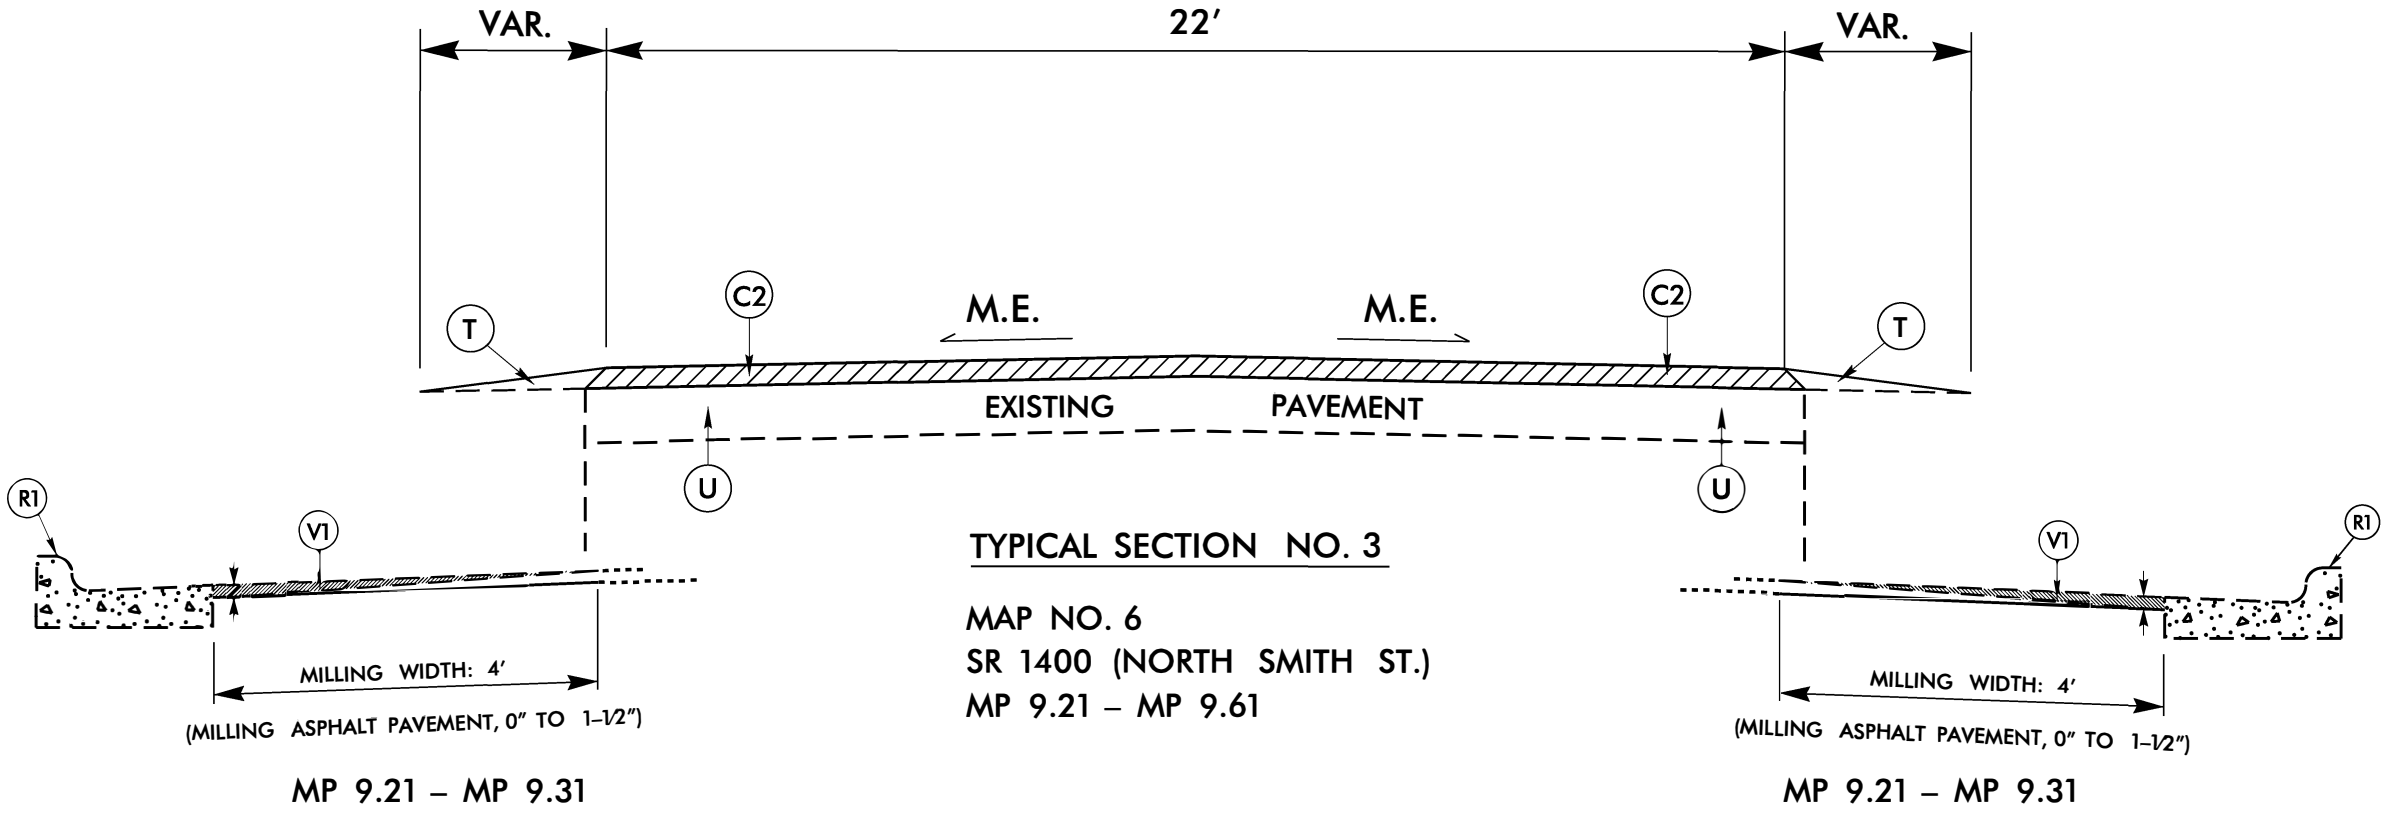 VAR.
22'
VAR.
C2
M.E.
M.E.
C2
T
T
EXISTING PAVEMENT
U
U
R1
V1
TYPICAL SECTION NO. 3
V1
R1
MAP NO. 6
SR 1400 (NORTH SMITH ST.)
MP 9.21 – MP 9.61
MILLING WIDTH: 4'
(MILLING ASPHALT PAVEMENT, 0" TO 1–1/2")
MP 9.21 – MP 9.31
MILLING WIDTH: 4'
(MILLING ASPHALT PAVEMENT, 0" TO 1–1/2")
MP 9.21 – MP 9.31